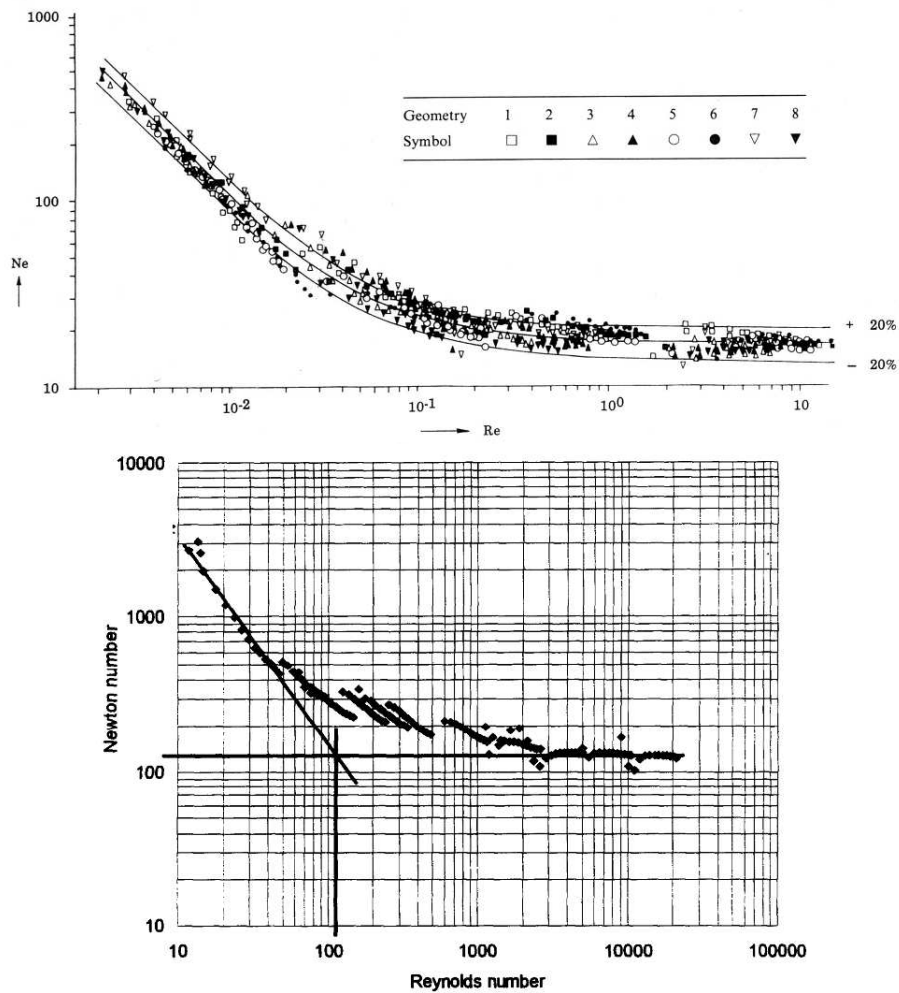 1000
Geometry 1 2 3 4 5 6 7 8
Symbol
100
Ne
+ 20%
− 20%
10
10-2 10-1 100 10
Re
10000
1000
Newton number
100
10
10 100 1000 10000 100000
Reynolds number